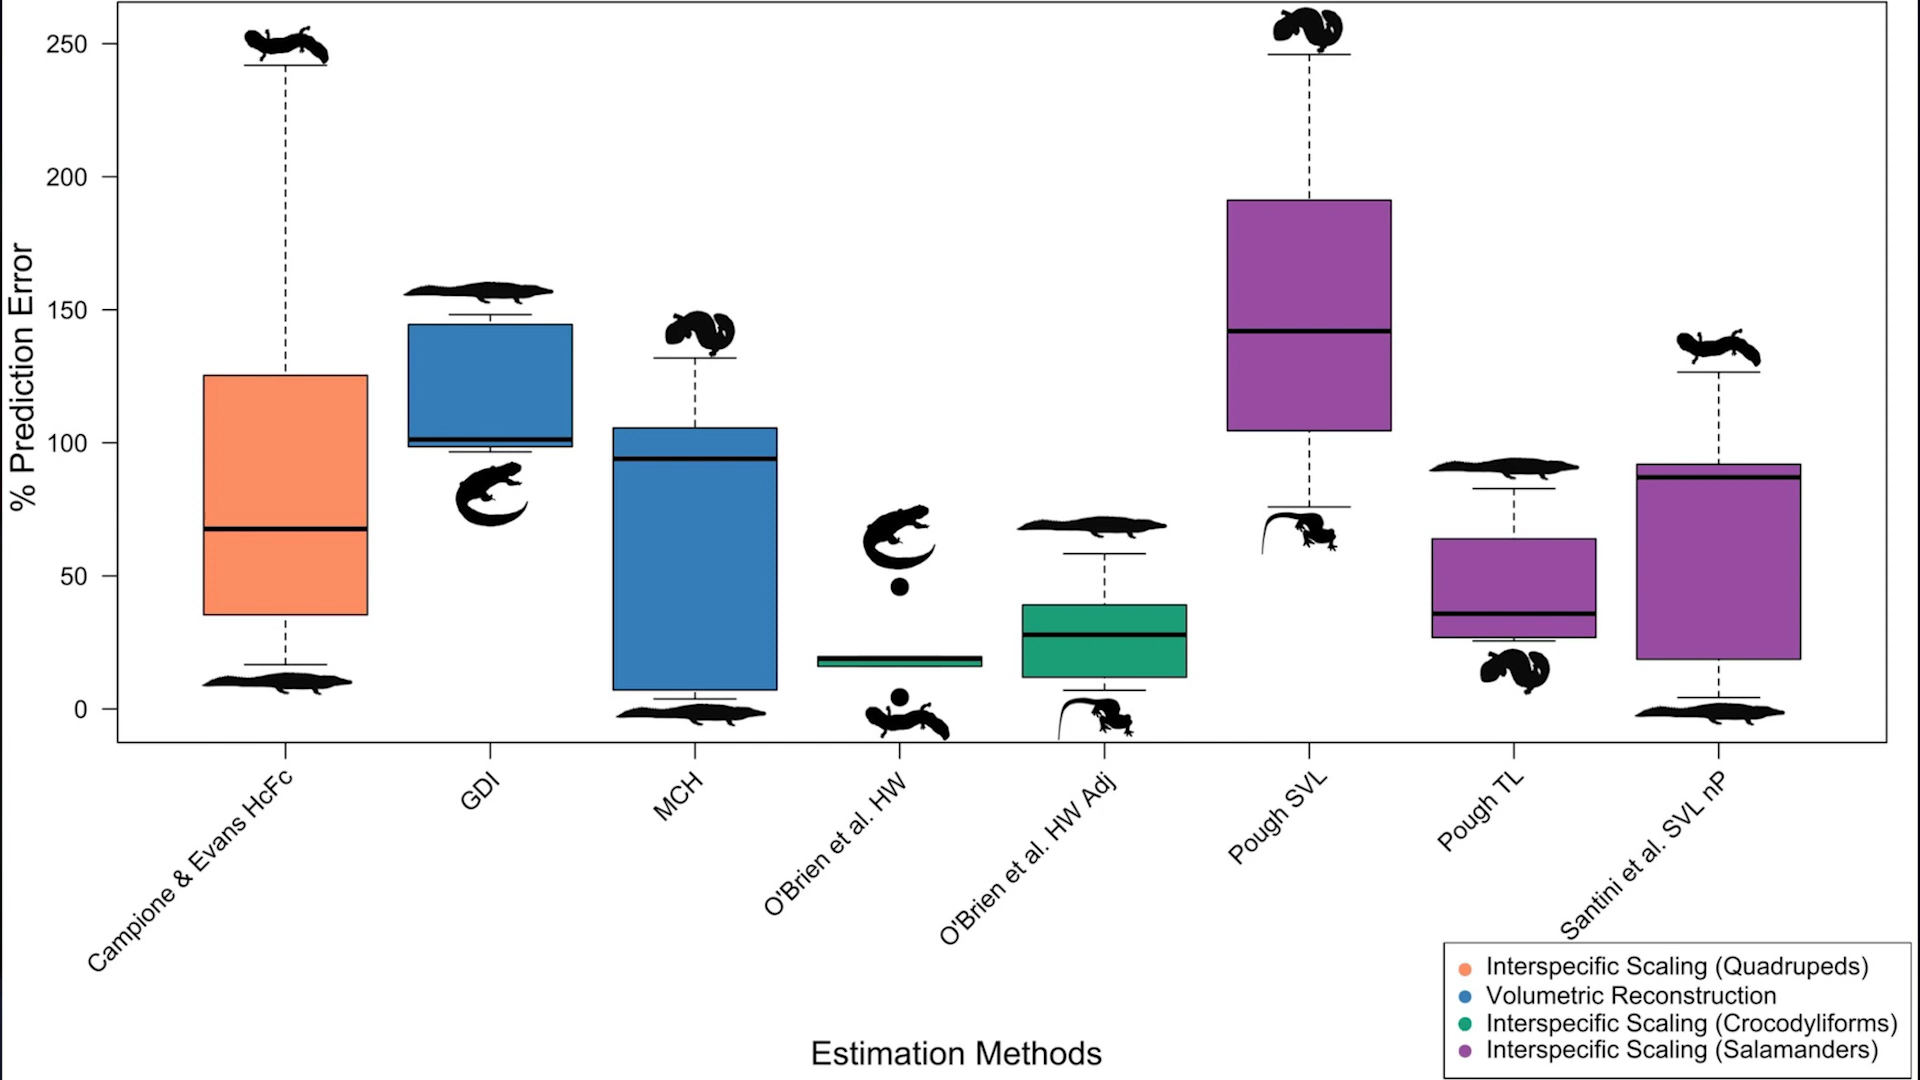 % Prediction Error
250
200
150
100
50
0
Campione & Evans HcFc
GDI
MCH
O'Brien et al. HW
O'Brien et al. HW Adj
Pough SVL
Pough TL
Santini et al. SVL nP
Estimation Methods
Interspecific Scaling (Quadrupeds)
Volumetric Reconstruction
Interspecific Scaling (Crocodyliforms)
Interspecific Scaling (Salamanders)